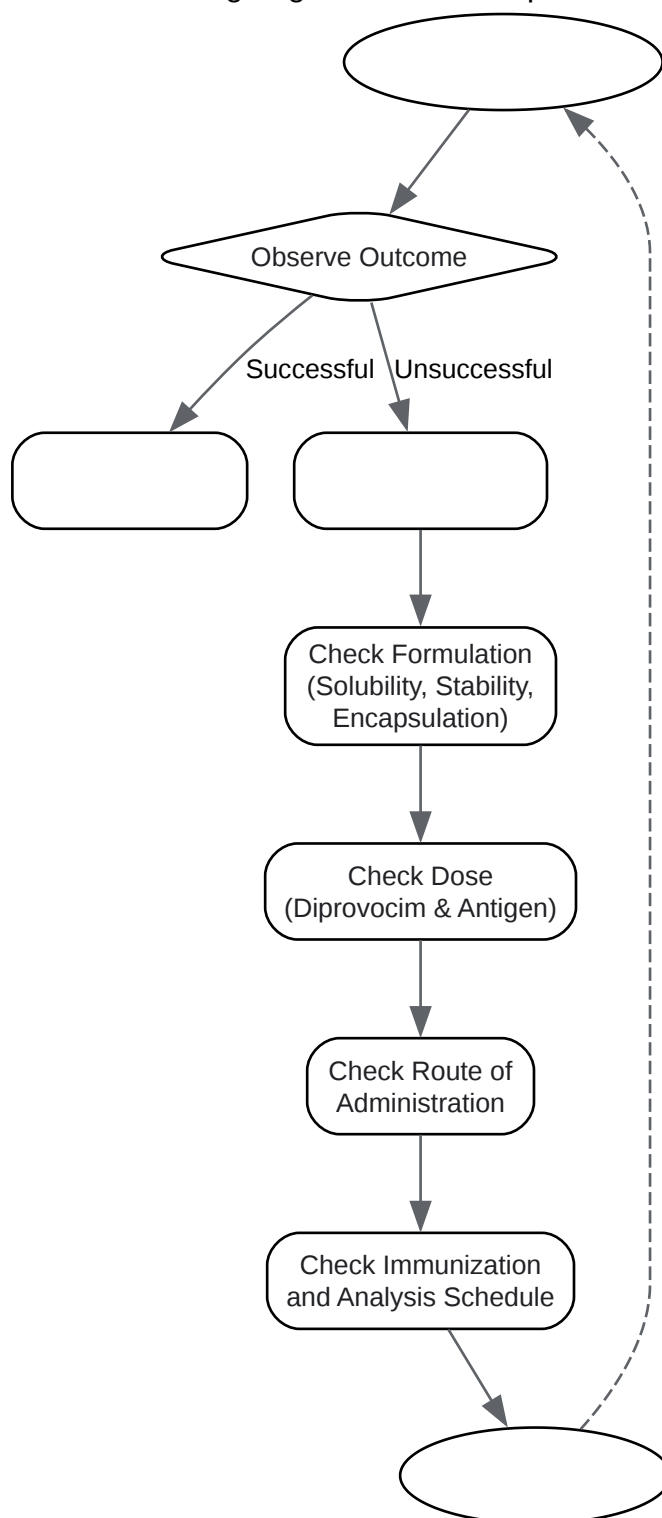 Observe Outcome
Successful Unsuccessful
Check Formulation
(Solubility, Stability,
Encapsulation)
Check Dose
(Diprovocim & Antigen)
Check Route of
Administration
Check Immunization
and Analysis Schedule